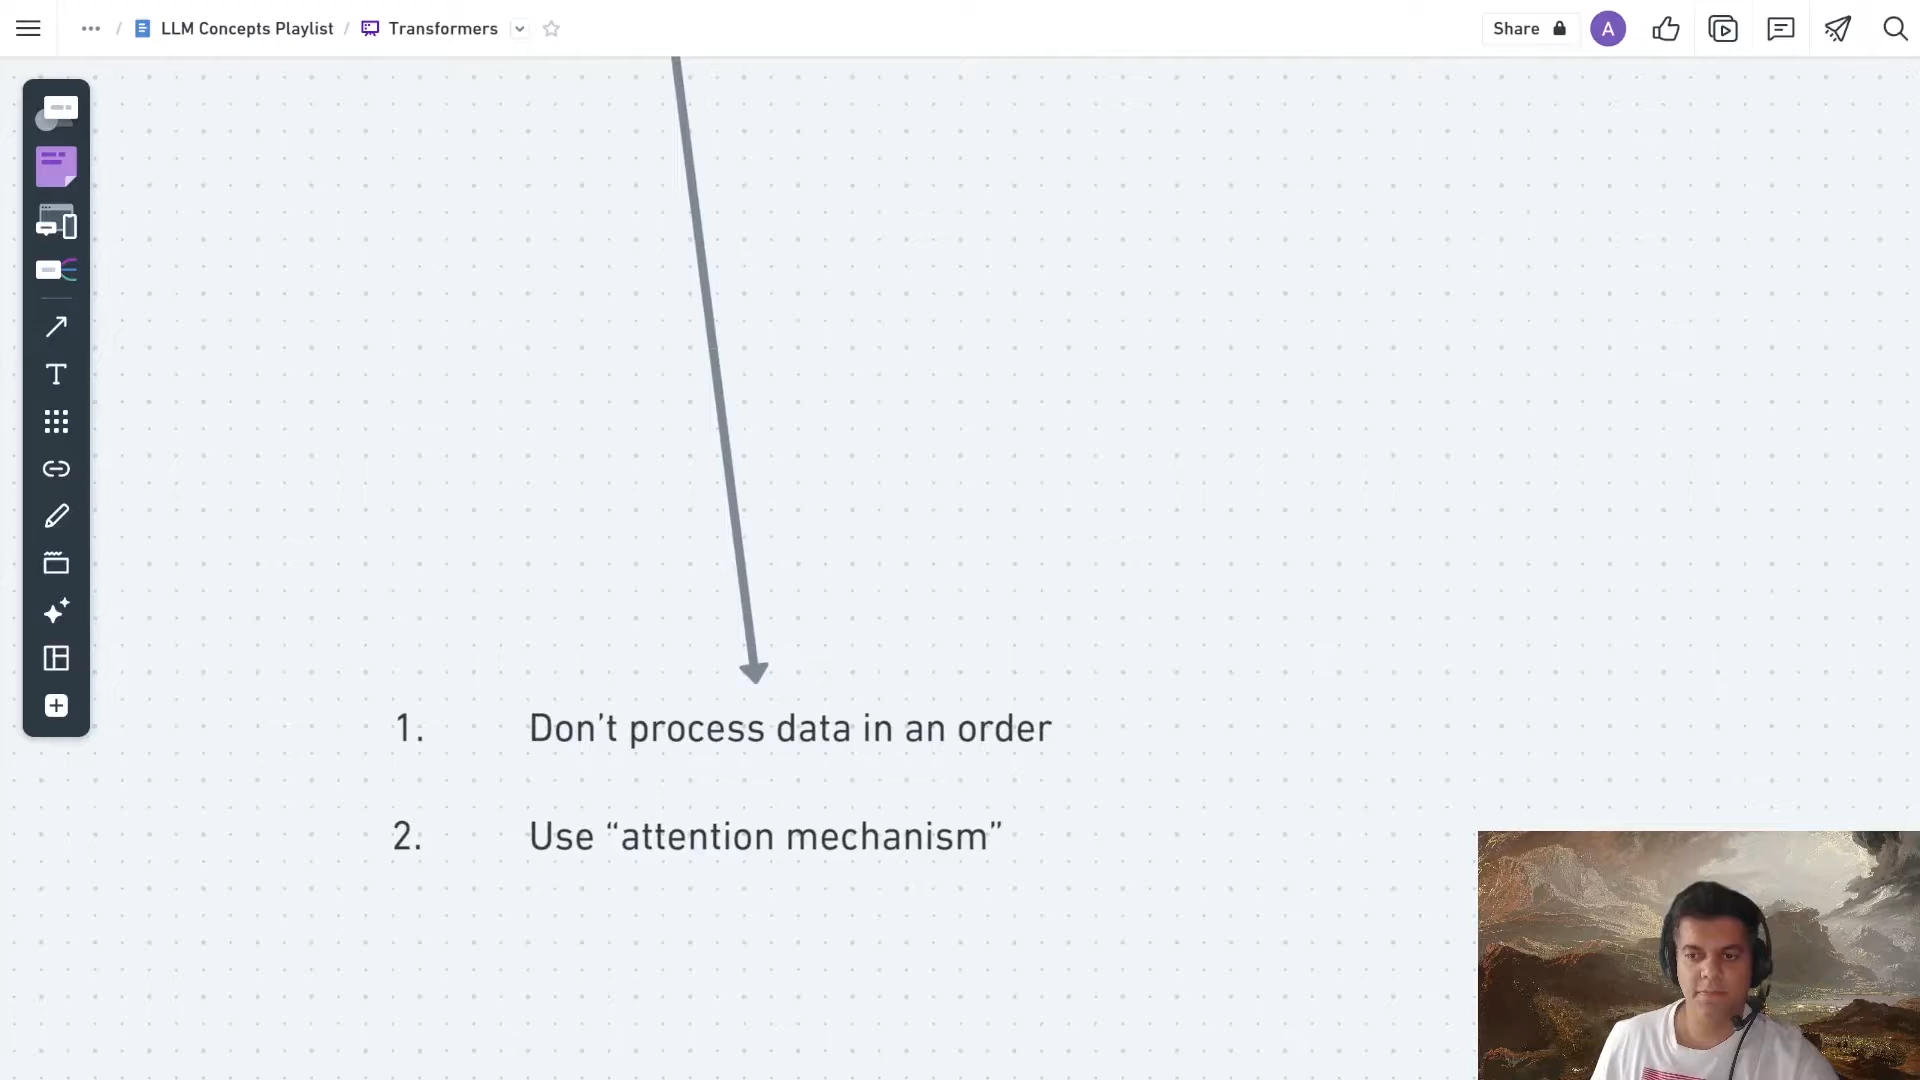 ... / LLM Concepts Playlist / Transformers
Share
A
1. Don’t process data in an order
2. Use “attention mechanism”